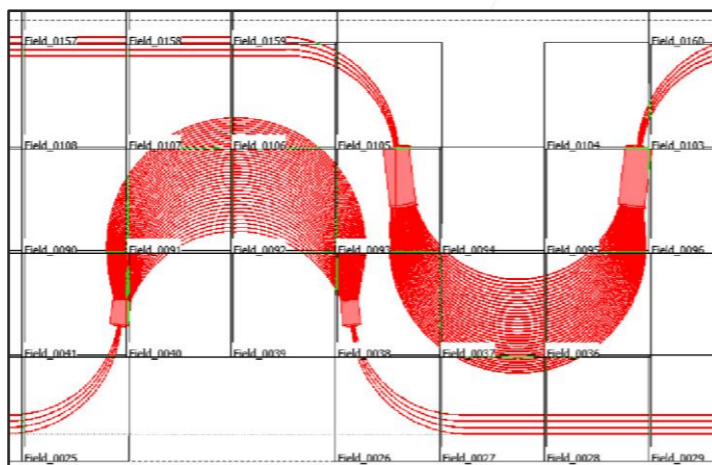 Field_0157 Field_0158 Field_0159 Field_0160
Field_0108 Field_0107 Field_0106 Field_0105 Field_0104 Field_0103
Field_0090 Field_0091 Field_0092 Field_0093 Field_0094 Field_0095 Field_0096
Field_0041 Field_0040 Field_0039 Field_0038 Field_0037 Field_0036
Field_0025 Field_0026 Field_0027 Field_0028 Field_0029